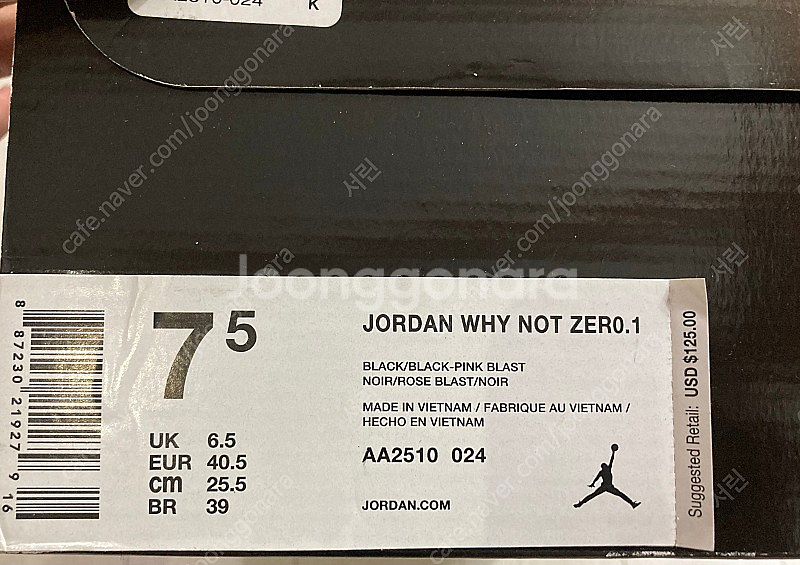 AA2510-024 K
Joonggonara
cafe.naver.com/joonggonara
서린
7 5
UK 6.5
EUR 40.5
cm 25.5
BR 39
JORDAN WHY NOT ZER0.1
BLACK/BLACK-PINK BLAST
NOIR/ROSE BLAST/NOIR
MADE IN VIETNAM / FABRIQUE AU VIETNAM /
HECHO EN VIETNAM
AA2510 024
JORDAN.COM
Suggested Retail: USD $125.00
8 87230 21927 9 16